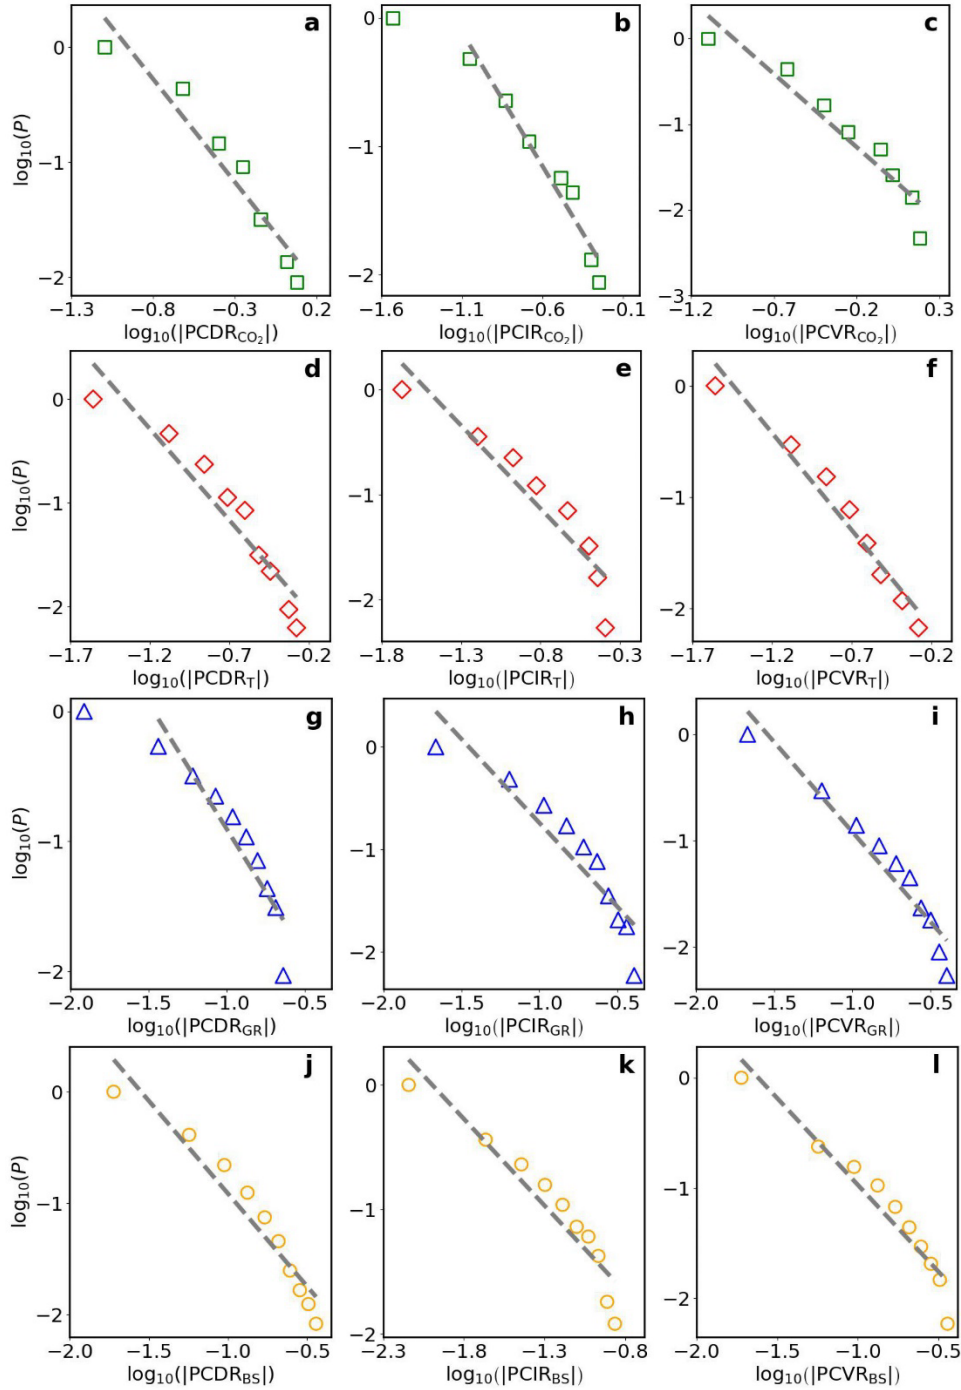 a
b
c
0
−1
−2
log₁₀(P)
0
−1
−2
0
−1
−2
−3
−1.3 −0.8 −0.3 0.2
−1.6 −1.1 −0.6 −0.1
−1.2 −0.7 −0.2 0.3
log₁₀(|PCDR_CO₂|)
log₁₀(|PCIR_CO₂|)
log₁₀(|PCVR_CO₂|)
d
e
f
0
−1
−2
log₁₀(P)
0
−1
−2
0
−1
−2
−1.7 −1.2 −0.7 −0.2
−1.8 −1.3 −0.8 −0.3
−1.7 −1.2 −0.7 −0.2
log₁₀(|PCDR_T|)
log₁₀(|PCIR_T|)
log₁₀(|PCVR_T|)
g
h
i
0
−1
−2
log₁₀(P)
0
−1
−2
0
−1
−2
−2.0 −1.5 −1.0 −0.5
−2.0 −1.5 −1.0 −0.5
−2.0 −1.5 −1.0 −0.5
log₁₀(|PCDR_GR|)
log₁₀(|PCIR_GR|)
log₁₀(|PCVR_GR|)
j
k
l
0
−1
−2
log₁₀(P)
0
−1
−2
0
−1
−2
−2.0 −1.5 −1.0 −0.5
−2.3 −1.8 −1.3 −0.8
−2.0 −1.5 −1.0 −0.5
log₁₀(|PCDR_BS|)
log₁₀(|PCIR_BS|)
log₁₀(|PCVR_BS|)